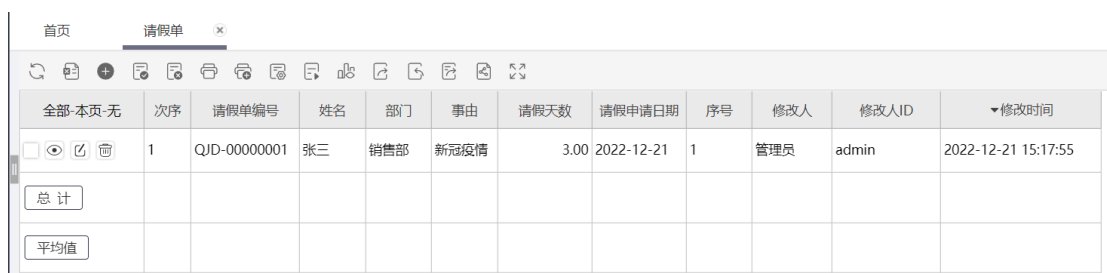 首页 请假单
全部-本页-无 次序 请假单编号 姓名 部门 事由 请假天数 请假申请日期 序号 修改人 修改人ID ▼修改时间
1 QJD-00000001 张三 销售部 新冠疫情 3.00 2022-12-21 1 管理员 admin 2022-12-21 15:17:55
总 计
平均值